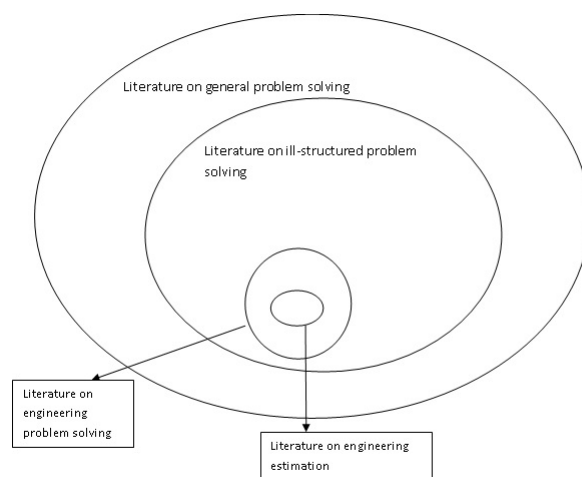 Literature on general problem solving
Literature on ill-structured problem
solving
Literature on
engineering
problem solving
Literature on engineering
estimation